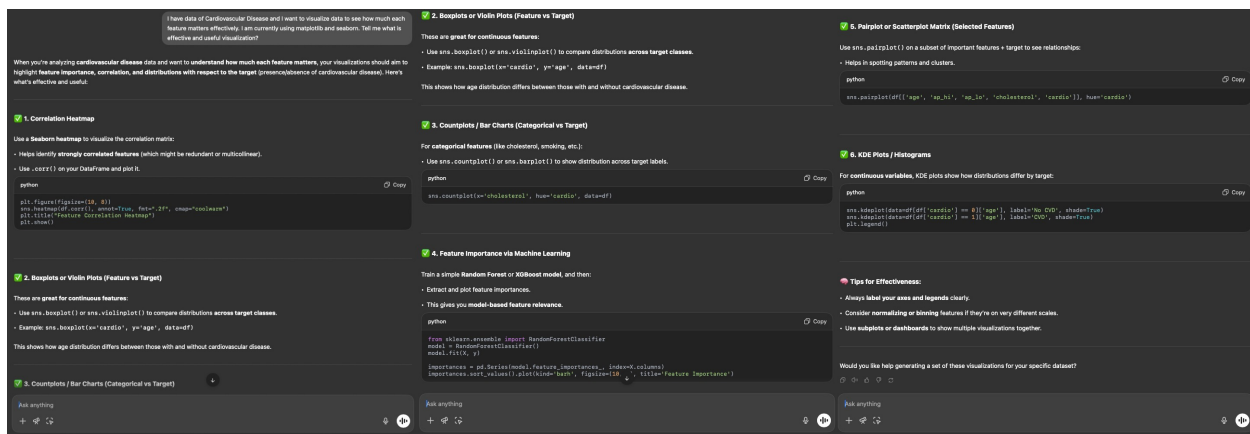 I have data of Cardiovascular Disease and I want to visualize data to see how much each
feature matters effectively. I am currently using matplotlib and seaborn. Tell me what is
effective and useful visualization?
When you're analyzing cardiovascular disease data and want to understand how much each feature matters, your visualizations should aim to
highlight feature importance, correlation, and distributions with respect to the target (presence/absence of cardiovascular disease). Here's
what's effective and useful:
✅ 1. Correlation Heatmap
Use a Seaborn heatmap to visualize the correlation matrix:
• Helps identify strongly correlated features (which might be redundant or multicollinear).
• Use .corr() on your DataFrame and plot it.
python
Copy
plt.figure(figsize=(10, 8))
sns.heatmap(df.corr(), annot=True, fmt=".2f", cmap="coolwarm")
plt.title("Feature Correlation Heatmap")
plt.show()
✅ 2. Boxplots or Violin Plots (Feature vs Target)
These are great for continuous features:
• Use sns.boxplot() or sns.violinplot() to compare distributions across target classes.
• Example: sns.boxplot(x='cardio', y='age', data=df)
This shows how age distribution differs between those with and without cardiovascular disease.
✅ 3. Countplots / Bar Charts (Categorical vs Target)
Ask anything
✅ 2. Boxplots or Violin Plots (Feature vs Target)
These are great for continuous features:
• Use sns.boxplot() or sns.violinplot() to compare distributions across target classes.
• Example: sns.boxplot(x='cardio', y='age', data=df)
This shows how age distribution differs between those with and without cardiovascular disease.
✅ 3. Countplots / Bar Charts (Categorical vs Target)
For categorical features (like cholesterol, smoking, etc.):
• Use sns.countplot() or sns.barplot() to show distribution across target labels.
python
Copy
sns.countplot(x='cholesterol', hue='cardio', data=df)
✅ 4. Feature Importance via Machine Learning
Train a simple Random Forest or XGBoost model, and then:
• Extract and plot feature importances.
• This gives you model-based feature relevance.
python
Copy
from sklearn.ensemble import RandomForestClassifier
model = RandomForestClassifier()
model.fit(X, y)
importances = pd.Series(model.feature_importances_, index=X.columns)
importances.sort_values().plot(kind='barh', figsize=(10, ), title='Feature Importance')
Ask anything
✅ 5. Pairplot or Scatterplot Matrix (Selected Features)
Use sns.pairplot() on a subset of important features + target to see relationships:
• Helps in spotting patterns and clusters.
python
Copy
sns.pairplot(df[['age', 'ap_hi', 'ap_lo', 'cholesterol', 'cardio']], hue='cardio')
✅ 6. KDE Plots / Histograms
For continuous variables, KDE plots show how distributions differ by target:
python
Copy
sns.kdeplot(data=df[df['cardio'] == 0]['age'], label='No CVD', shade=True)
sns.kdeplot(data=df[df['cardio'] == 1]['age'], label='CVD', shade=True)
plt.legend()
🧠 Tips for Effectiveness:
• Always label your axes and legends clearly.
• Consider normalizing or binning features if they're on very different scales.
• Use subplots or dashboards to show multiple visualizations together.
Would you like help generating a set of these visualizations for your specific dataset?
Ask anything